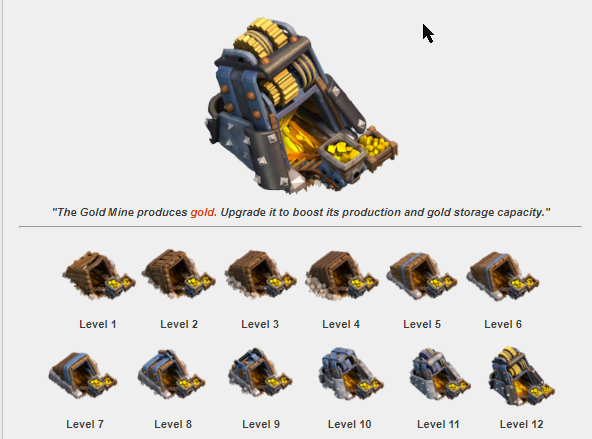 "The Gold Mine produces gold. Upgrade it to boost its production and gold storage capacity."
Level 1 Level 2 Level 3 Level 4 Level 5 Level 6
Level 7 Level 8 Level 9 Level 10 Level 11 Level 12